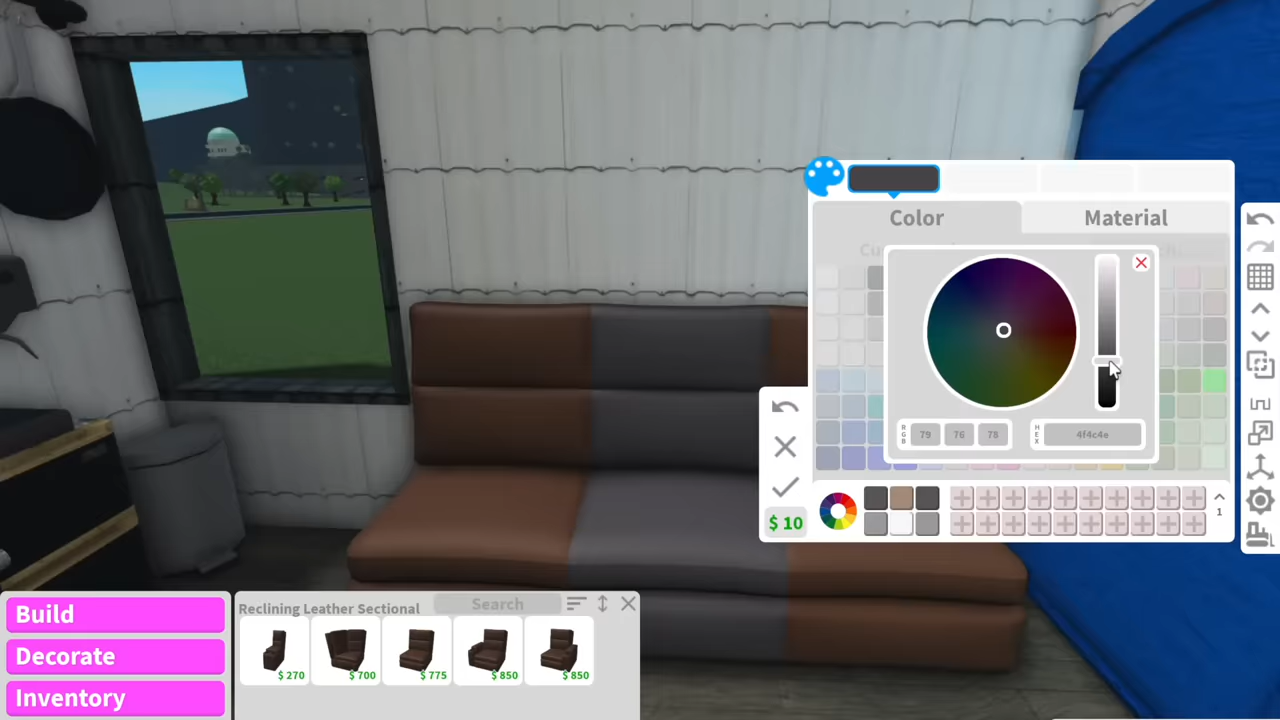 Color
Material
R
G
B
79
76
78
H
E
X
4f4c4e
$ 10
1
Build
Decorate
Inventory
Reclining Leather Sectional
Search
$ 270
$ 700
$ 775
$ 850
$ 850